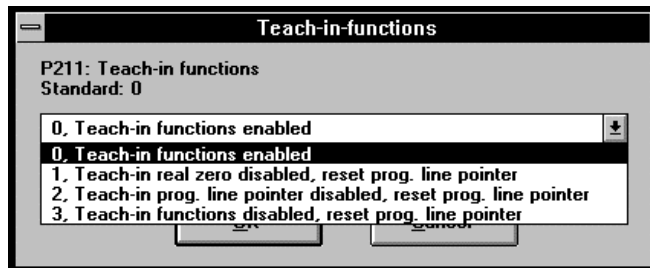 Teach-in-functions
P211: Teach-in functions
Standard: 0
0, Teach-in functions enabled
0, Teach-in functions enabled
1, Teach-in real zero disabled, reset prog. line pointer
2, Teach-in prog. line pointer disabled, reset prog. line pointer
3, Teach-in functions disabled, reset prog. line pointer